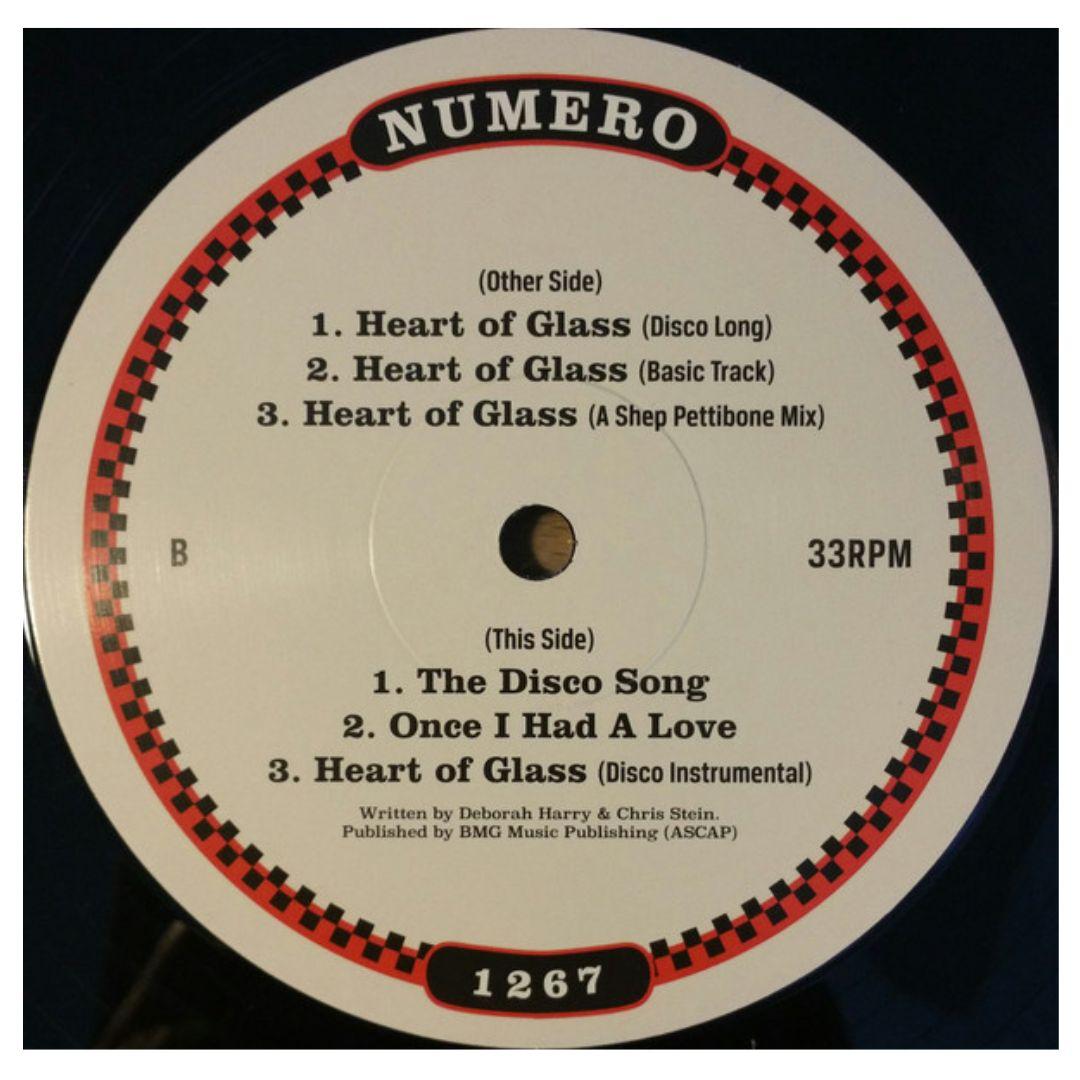 NUMERO
(Other Side)
1. Heart of Glass (Disco Long)
2. Heart of Glass (Basic Track)
3. Heart of Glass (A Shep Pettibone Mix)
B
33RPM
(This Side)
1. The Disco Song
2. Once I Had A Love
3. Heart of Glass (Disco Instrumental)
Written by Deborah Harry & Chris Stein.
Published by BMG Music Publishing (ASCAP)
1267